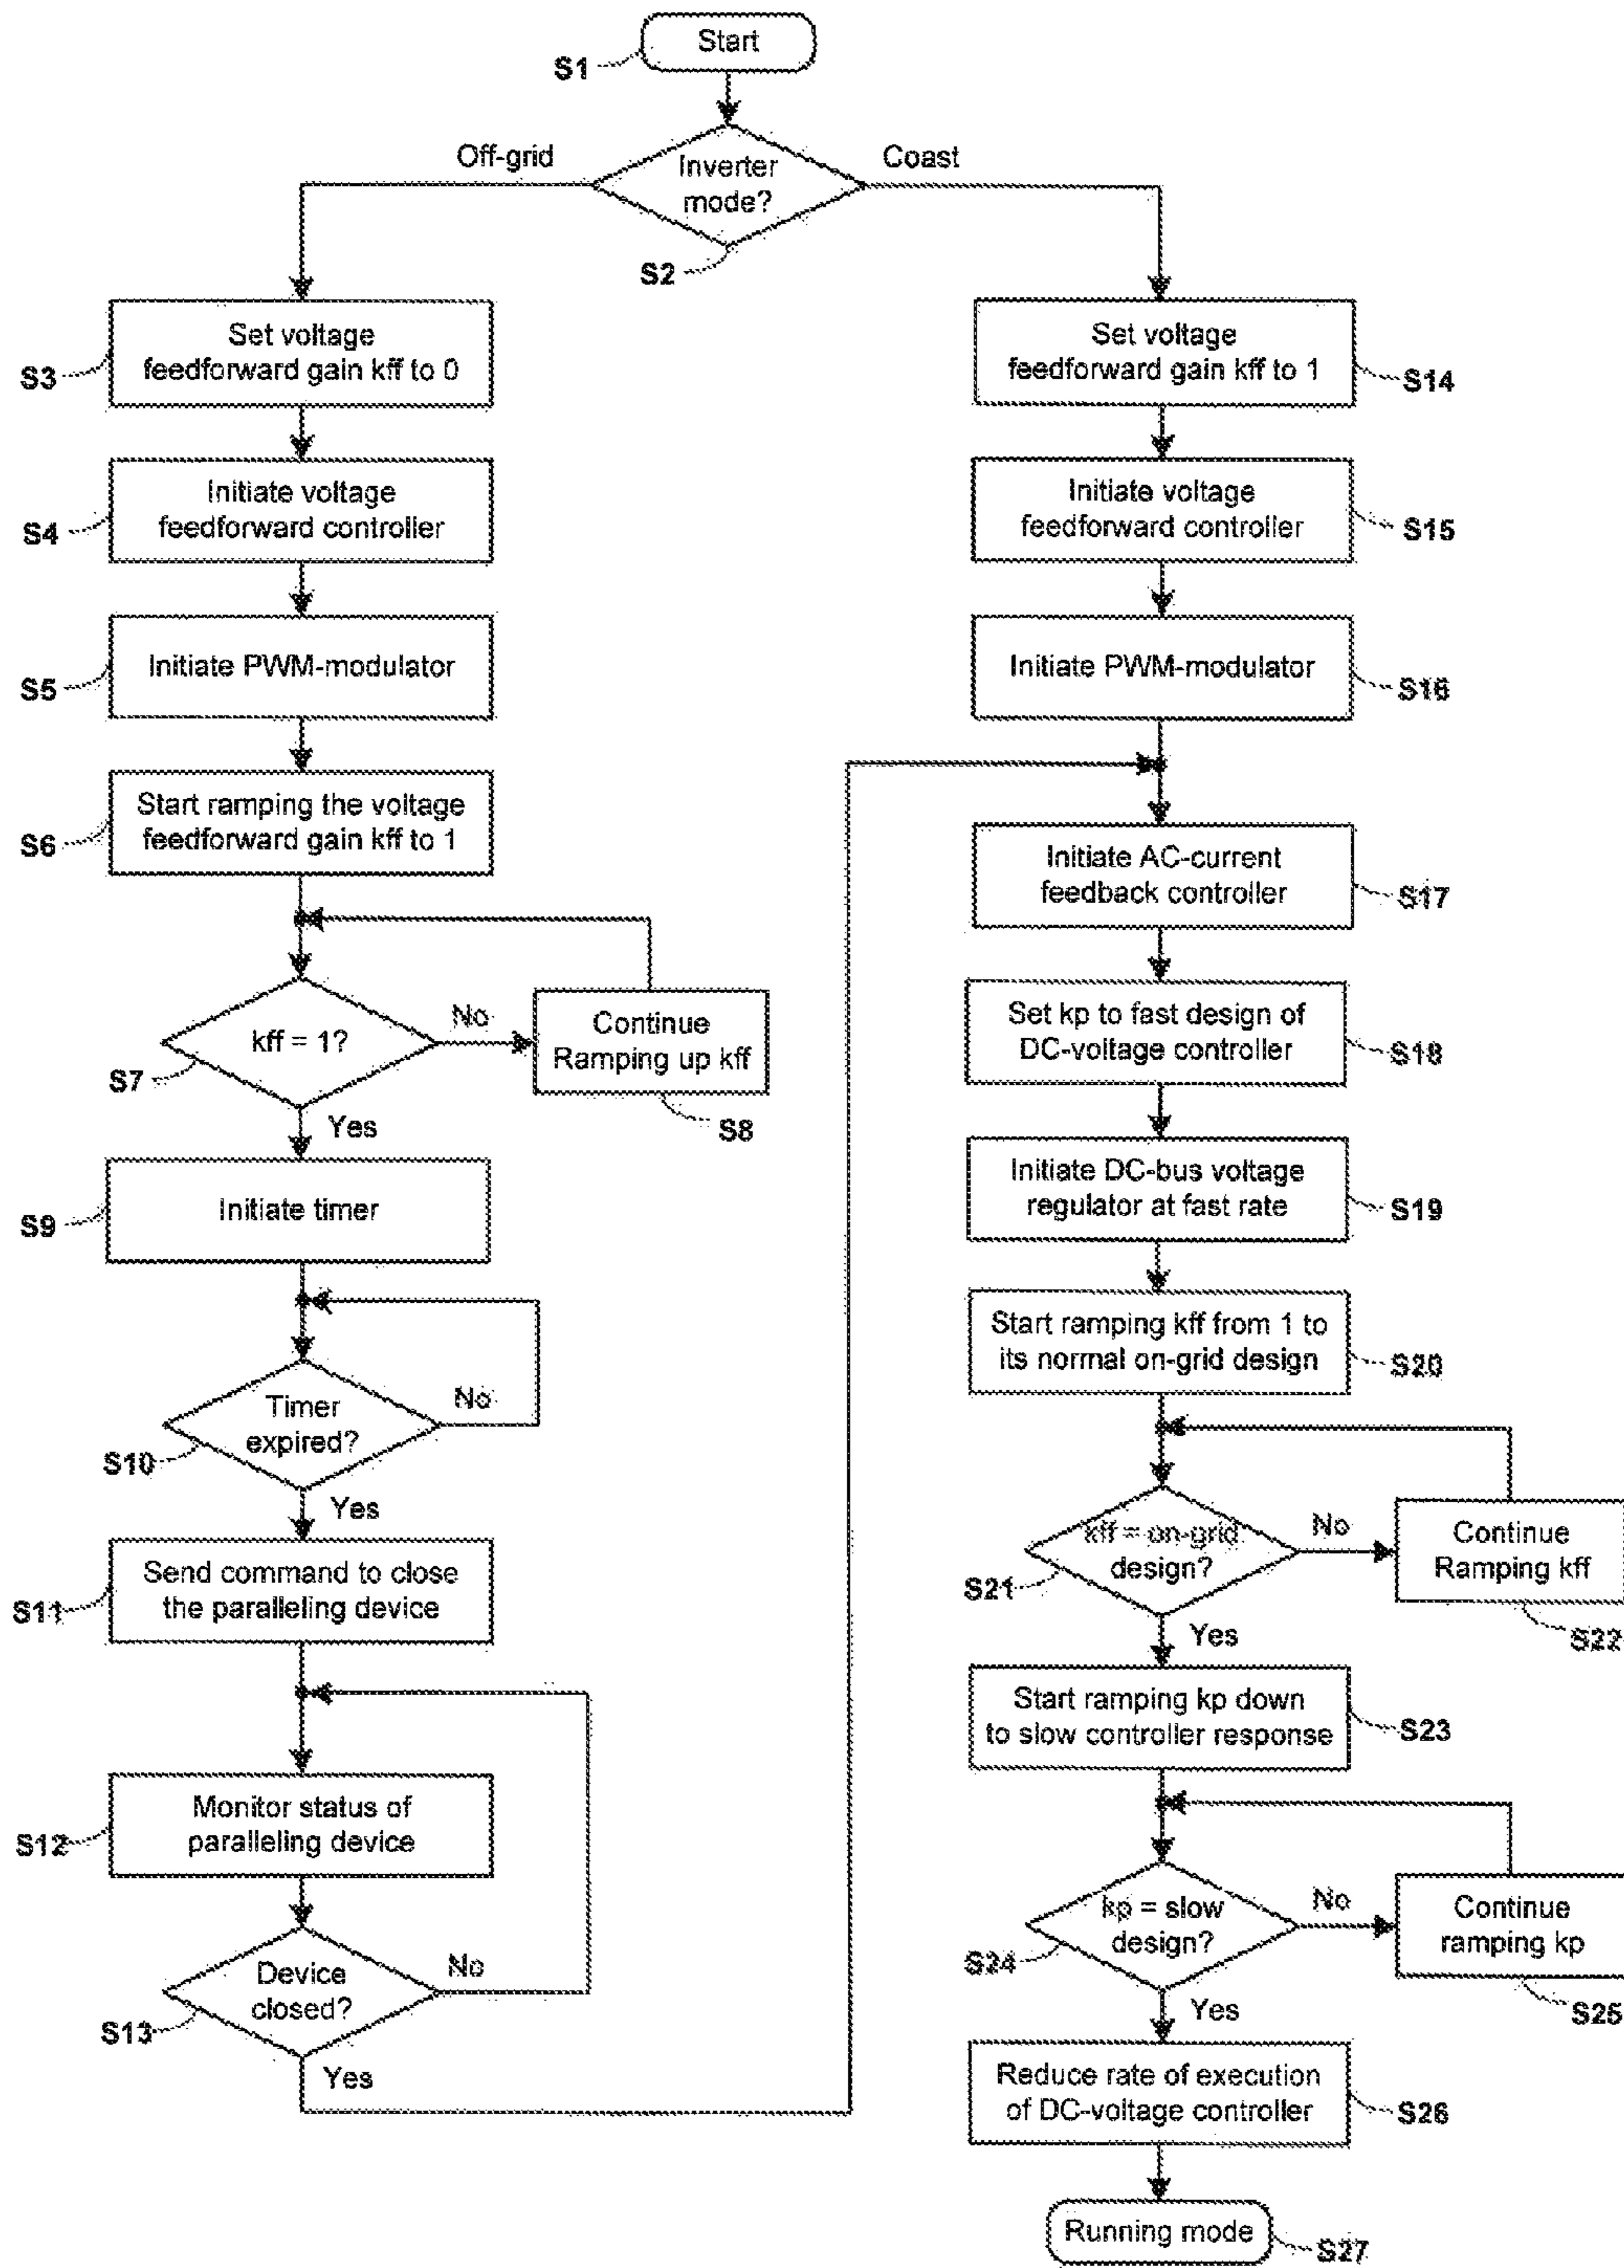 Start
S1
Off-grid
Coast
Inverter
mode?
S2
Set voltage
feedforward gain kff to 0
S3
Initiate voltage
feedforward controller
S4
Initiate PWM-modulator
S5
Start ramping the voltage
feedforward gain kff to 1
S6
kff = 1?
No
S7
Continue
Ramping up kff
S8
Yes
Initiate timer
S9
Timer
expired?
No
S10
Yes
Send command to close
the paralleling device
S11
Monitor status of
paralleling device
S12
Device
closed?
No
S13
Yes
Set voltage
feedforward gain kff to 1
S14
Initiate voltage
feedforward controller
S15
Initiate PWM-modulator
S16
Initiate AC-current
feedback controller
S17
Set kp to fast design of
DC-voltage controller
S18
Initiate DC-bus voltage
regulator at fast rate
S19
Start ramping kff from 1 to
its normal on-grid design
S20
kff = on-grid
design?
No
S21
Continue
Ramping kff
S22
Yes
Start ramping kp down
to slow controller response
S23
kp = slow
design?
No
S24
Continue
ramping kp
S25
Yes
Reduce rate of execution
of DC-voltage controller
S26
Running mode
S27